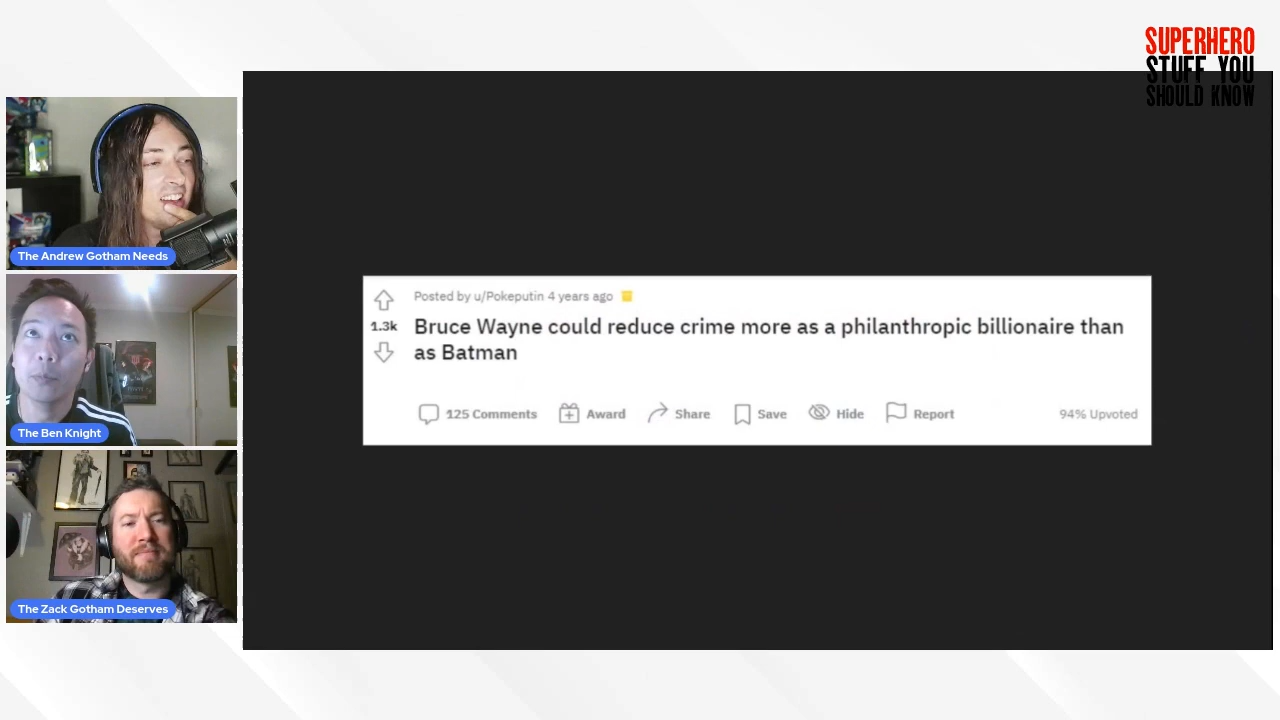 SUPERHERO
STUFF YOU
SHOULD KNOW
The Andrew Gotham Needs
The Ben Knight
The Zack Gotham Deserves
Posted by u/Pokeputin 4 years ago
1.3k
Bruce Wayne could reduce crime more as a philanthropic billionaire than
as Batman
125 Comments
Award
Share
Save
Hide
Report
94% Upvoted